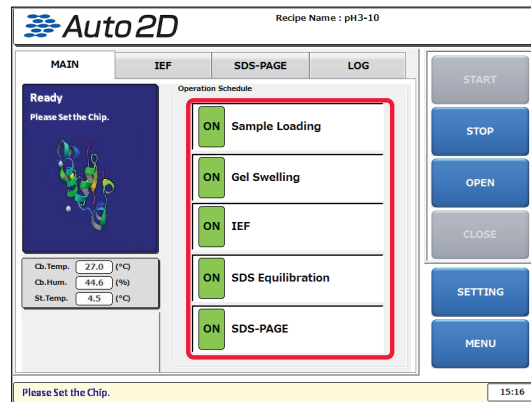 Auto2D
Recipe Name : pH3-10
MAIN
IEF
SDS-PAGE
LOG
Ready
Please Set the Chip.
Operation Schedule
ON Sample Loading
ON Gel Swelling
ON IEF
ON SDS Equilibration
ON SDS-PAGE
Cb.Temp. 27.0 (°C)
Cb.Hum. 44.6 (%)
St.Temp. 4.5 (°C)
START
STOP
OPEN
CLOSE
SETTING
MENU
Please Set the Chip.
15:16